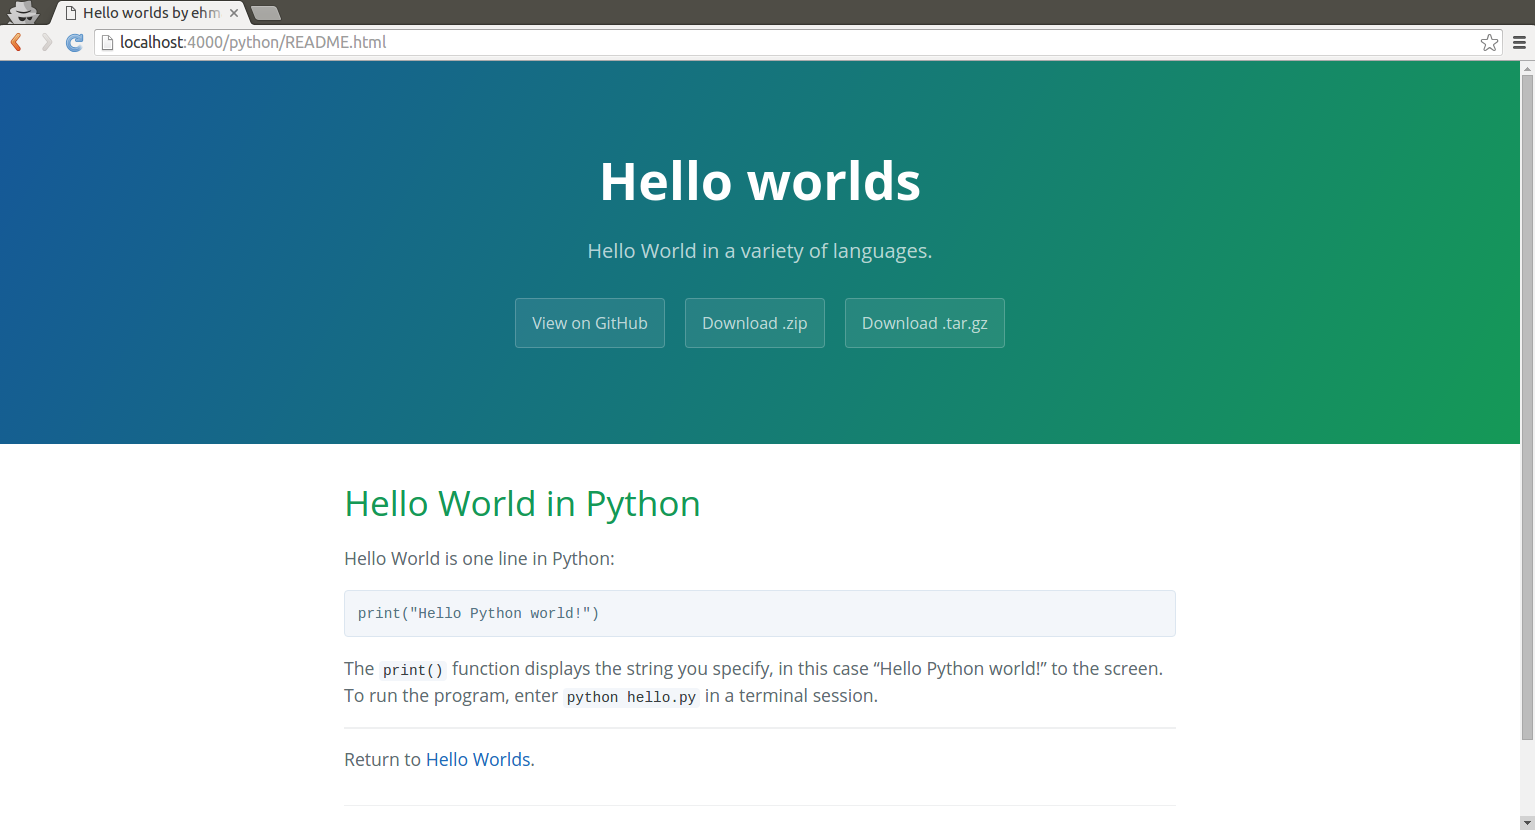 Hello worlds by ehm
localhost:4000/python/README.html
Hello worlds
Hello World in a variety of languages.
View on GitHub
Download .zip
Download .tar.gz
Hello World in Python
Hello World is one line in Python:
print("Hello Python world!")
The print() function displays the string you specify, in this case “Hello Python world!” to the screen.
To run the program, enter python hello.py in a terminal session.
Return to Hello Worlds.